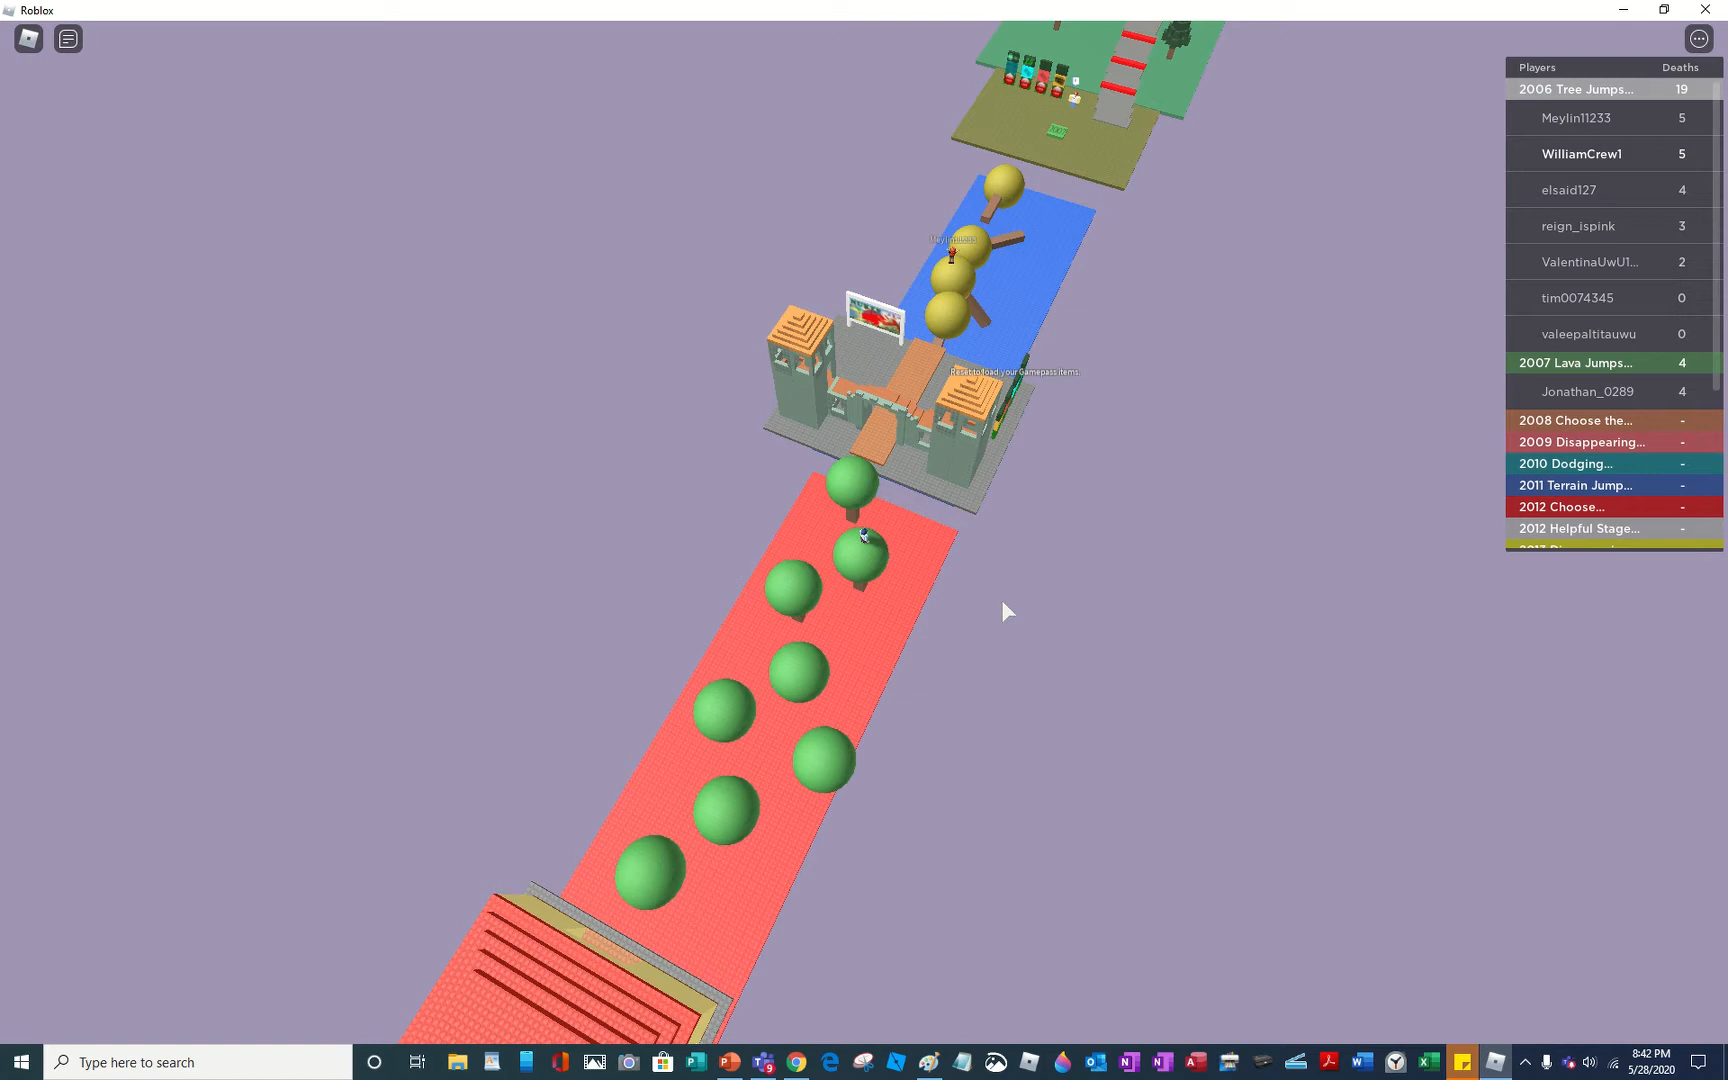 Roblox
Players Deaths
2006 Tree Jumps... 19
Meylin11233 5
WilliamCrew1 5
elsaid127 4
reign_ispink 3
ValentinaUwU1... 2
tim0074345 0
valeepaltitauwu 0
2007 Lava Jumps... 4
Jonathan_0289 4
2008 Choose the... -
2009 Disappearing... -
2010 Dodging... -
2011 Terrain Jump... -
2012 Choose... -
2012 Helpful Stage... -
2007
Meylin11233
Reset to load your Gamepass items.
Type here to search
9
8:42 PM
5/28/2020